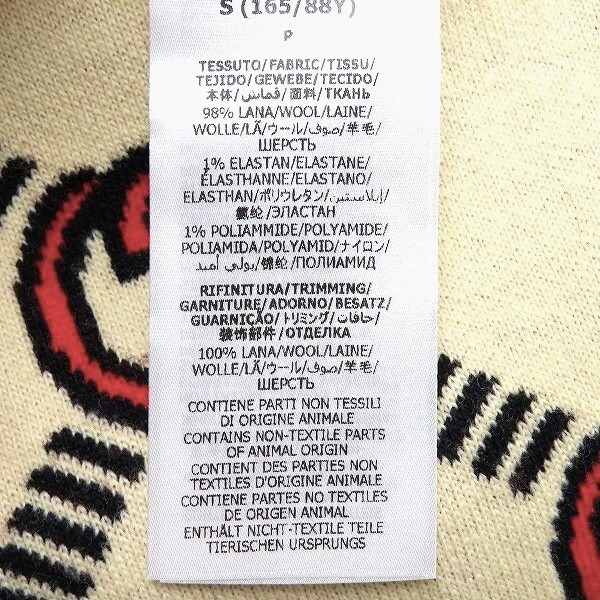 S (165/88Y)
P
TESSUTO/FABRIC/TISSU/
TEJIDO/GEWEBE/TECIDO/
本体/قماش/面料/ТКАНЬ
98% LANA/WOOL/LAINE/
WOLLE/LÃ/ウール/صوف/羊毛/
ШЕРСТЬ
1% ELASTAN/ELASTANE/
ÉLASTHANNE/ELASTANO/
ELASTHAN/ポリウレタン/إيلاستين/
氨纶/ЭЛАСТАН
1% POLIAMMIDE/POLYAMIDE/
POLIAMIDA/POLYAMID/ナイロン/
بولي أميد/锦纶/ПОЛИАМИД
RIFINITURA/TRIMMING/
GARNITURE/ADORNO/BESATZ/
GUARNIÇÃO/トリミング/حافات/
装饰部件/ОТДЕЛКА
100% LANA/WOOL/LAINE/
WOLLE/LÃ/ウール/صوف/羊毛/
ШЕРСТЬ
CONTIENE PARTI NON TESSILI
DI ORIGINE ANIMALE
CONTAINS NON-TEXTILE PARTS
OF ANIMAL ORIGIN
CONTIENT DES PARTIES NON
TEXTILES D'ORIGINE ANIMALE
CONTIENE PARTES NO TEXTILES
DE ORIGEN ANIMAL
ENTHÄLT NICHT-TEXTILE TEILE
TIERISCHEN URSPRUNGS